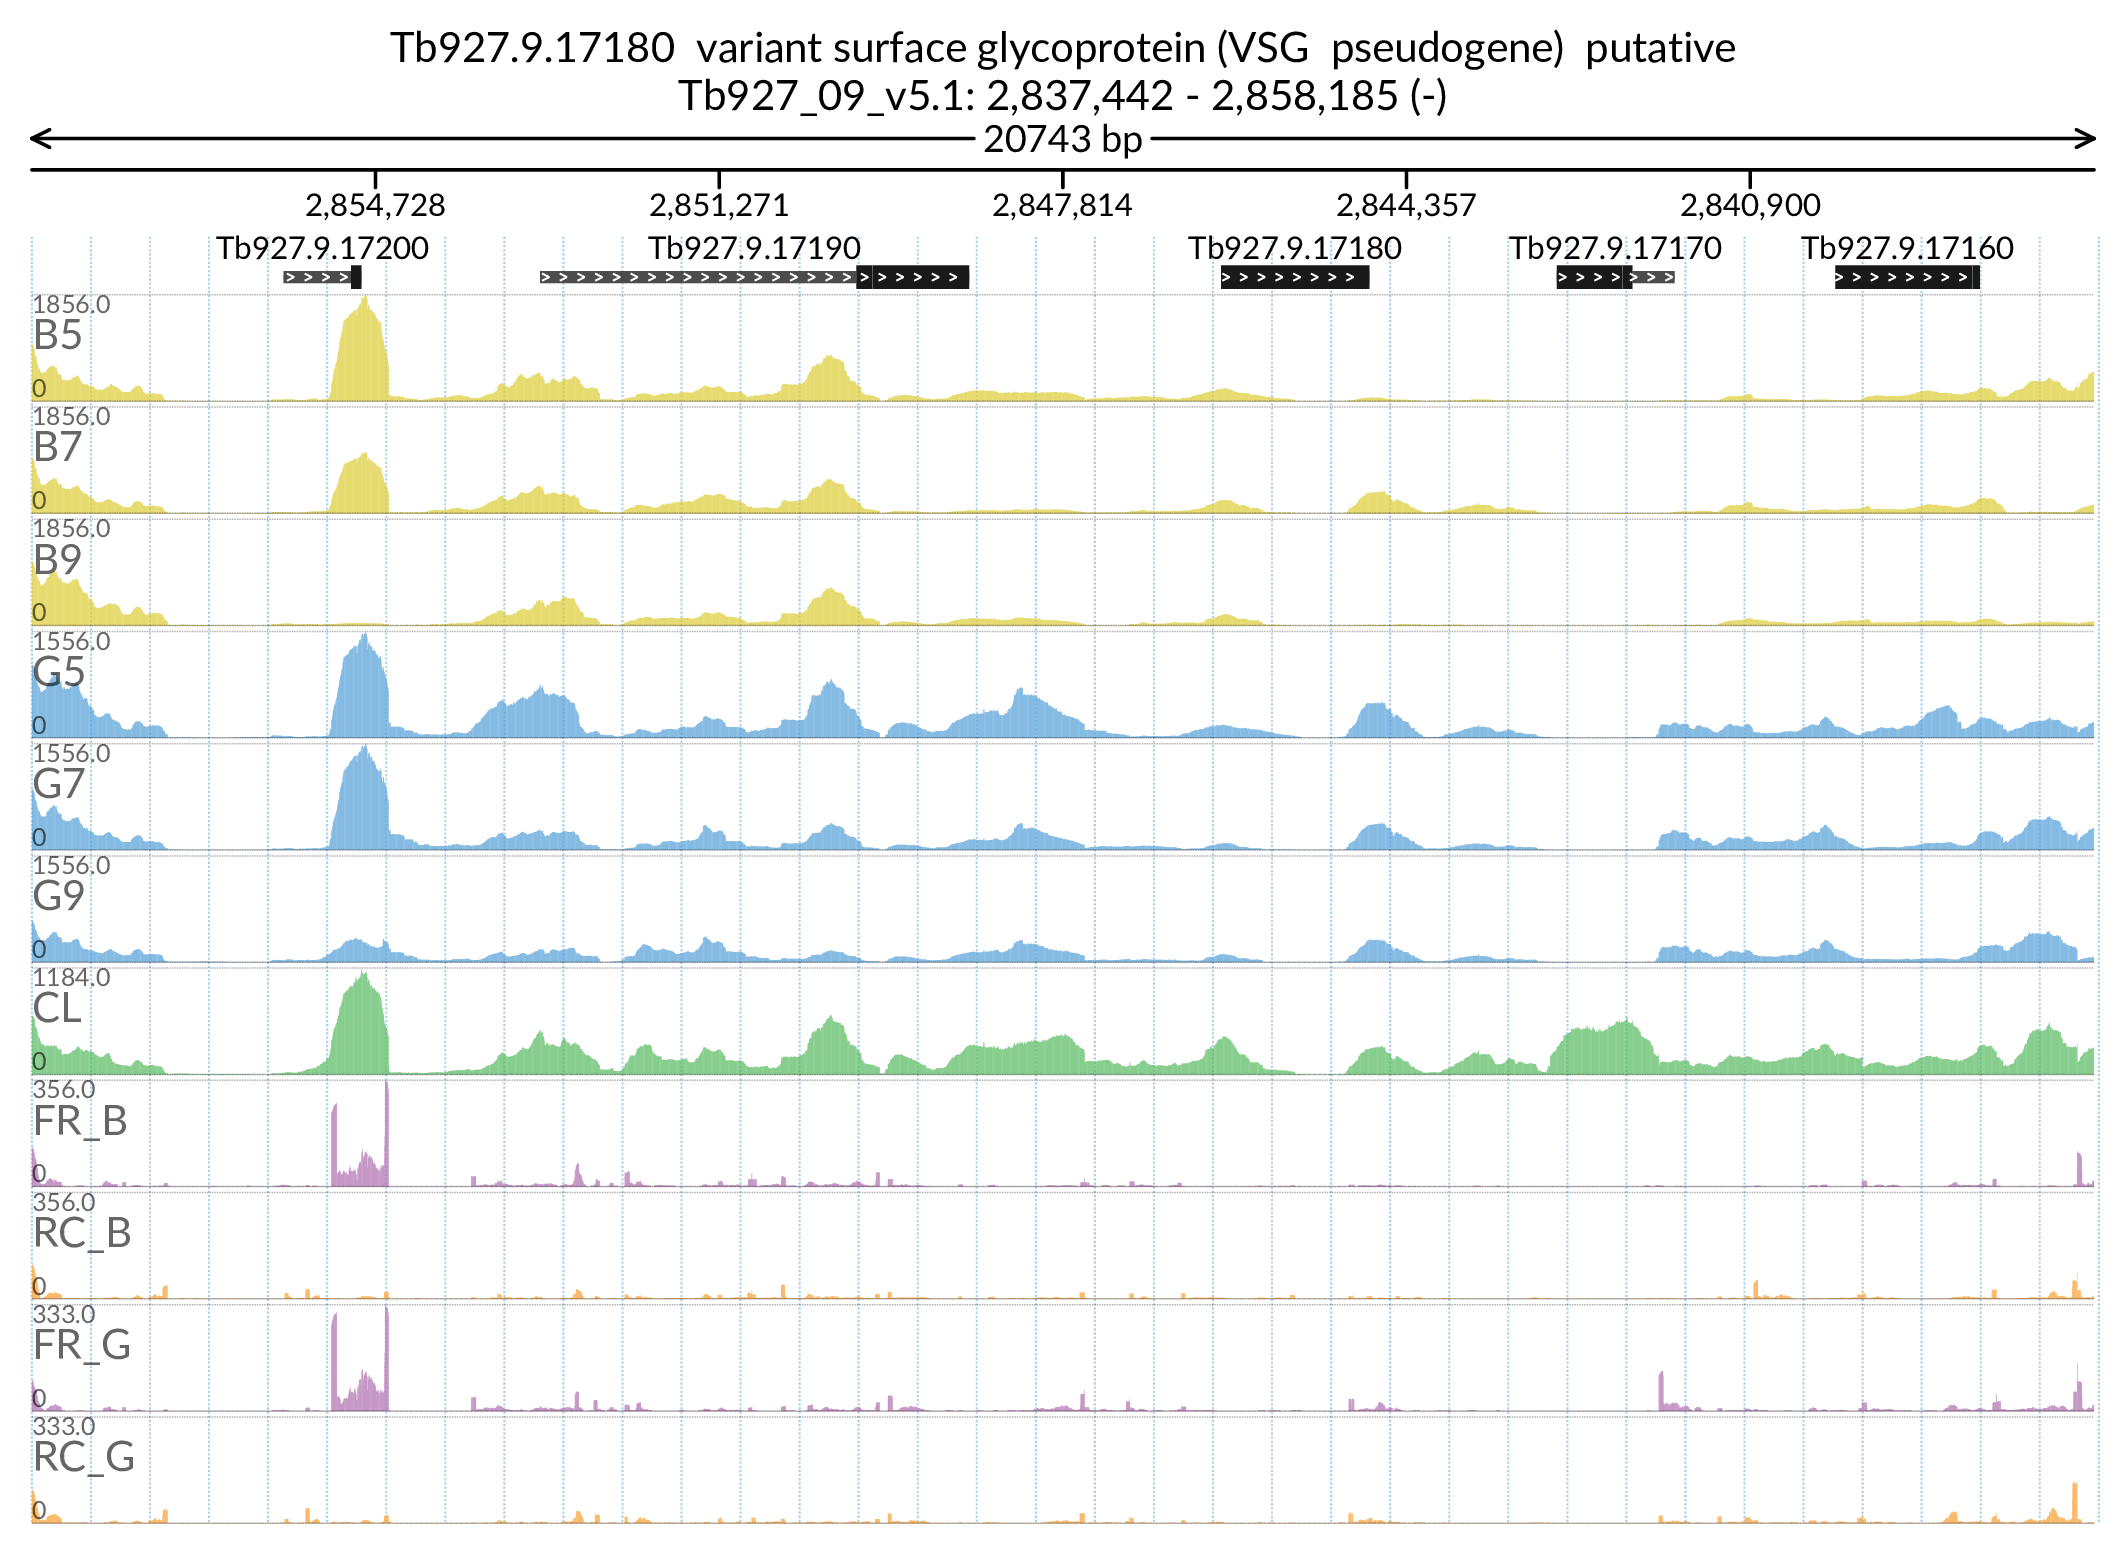 Tb927.9.17180  variant surface glycoprotein (VSG  pseudogene)  putative
Tb927_09_v5.1: 2,837,442 - 2,858,185 (-)
20743 bp
2,854,728 2,851,271 2,847,814 2,844,357 2,840,900
Tb927.9.17200 Tb927.9.17190 Tb927.9.17180 Tb927.9.17170 Tb927.9.17160
1856.0
B5
0
1856.0
B7
0
1856.0
B9
0
1556.0
G5
0
1556.0
G7
0
1556.0
G9
0
1184.0
CL
0
356.0
FR_B
0
356.0
RC_B
0
333.0
FR_G
0
333.0
RC_G
0